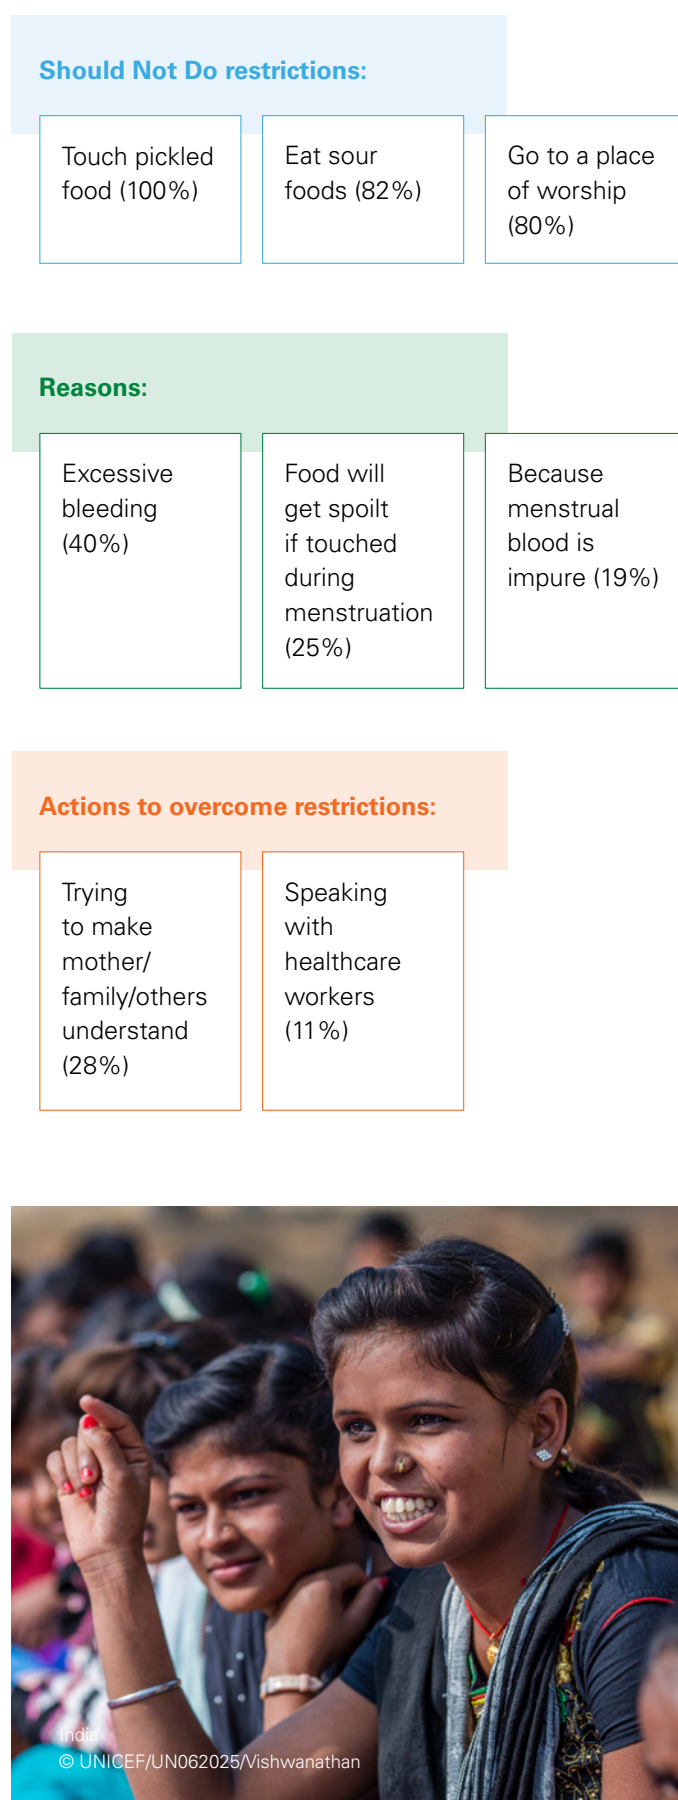 Should Not Do restrictions:
Touch pickled
food (100%)
Eat sour
foods (82%)
Go to a place
of worship
(80%)
Reasons:
Excessive
bleeding
(40%)
Food will
get spoilt
if touched
during
menstruation
(25%)
Because
menstrual
blood is
impure (19%)
Actions to overcome restrictions:
Trying
to make
mother/
family/others
understand
(28%)
Speaking
with
healthcare
workers
(11%)
India
© UNICEF/UN062025/Vishwanathan